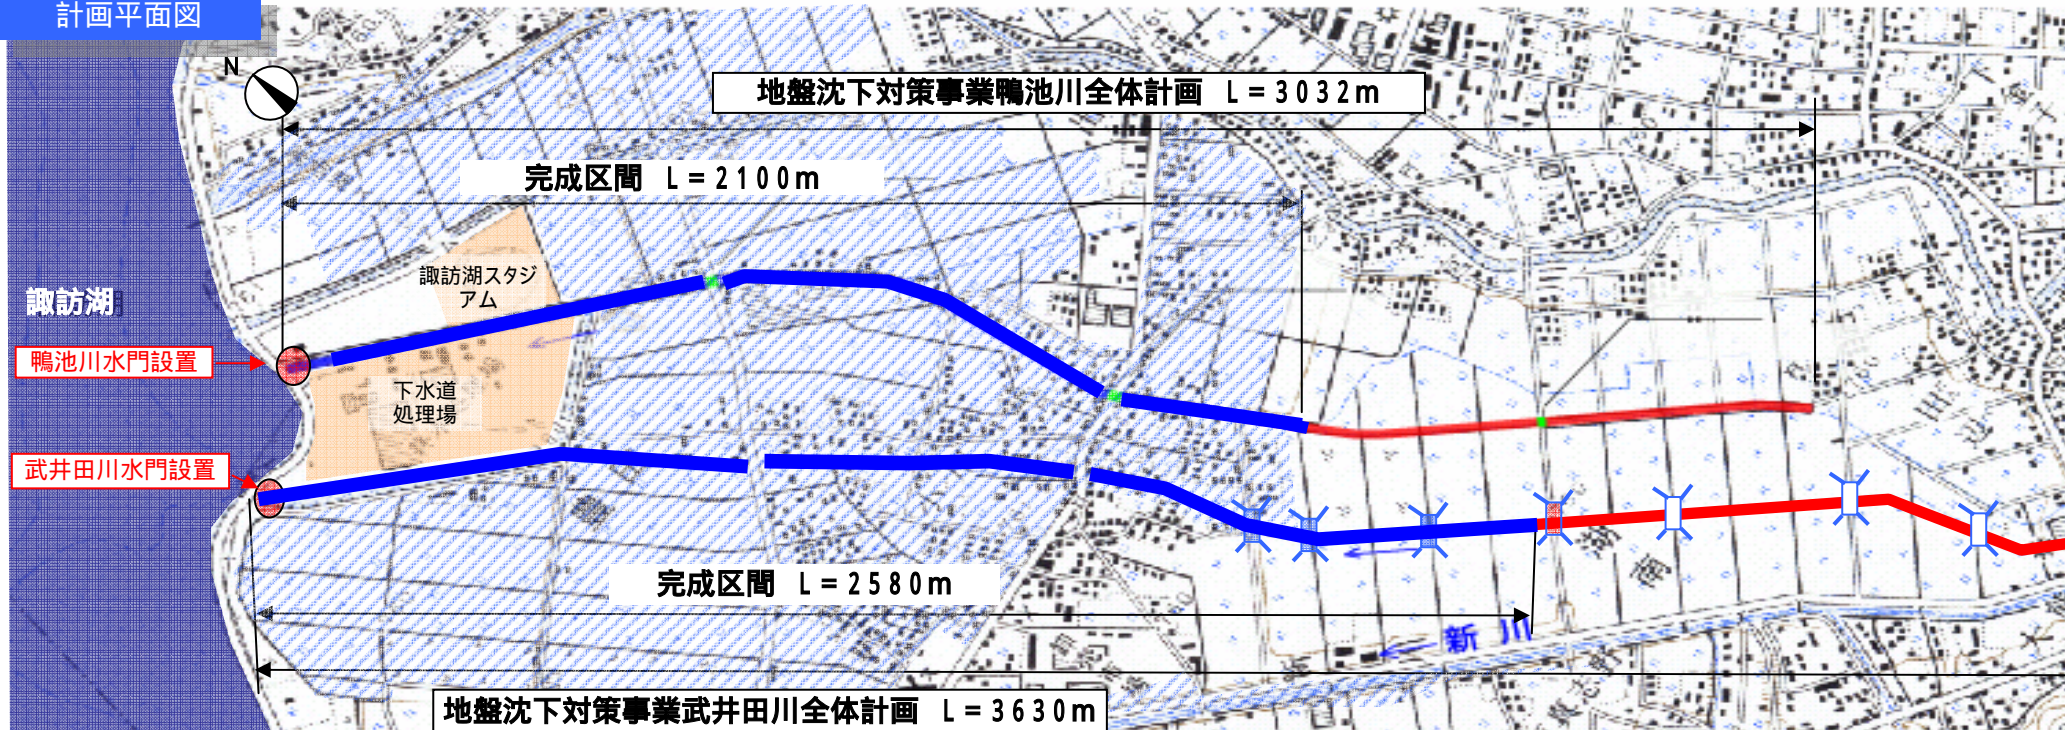 計画平面図
N
地盤沈下対策事業鴨池川全体計画 L=3032m
完成区間 L=2100m
諏訪湖スタジ
アム
諏訪湖
鴨池川水門設置
下水道
処理場
武井田川水門設置
完成区間 L=2580m
新川
地盤沈下対策事業武井田川全体計画 L=3630m